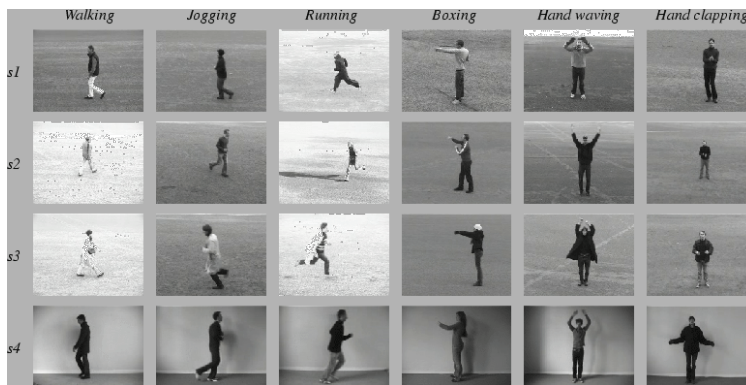 Walking Jogging Running Boxing Hand waving Hand clapping
s1
s2
s3
s4